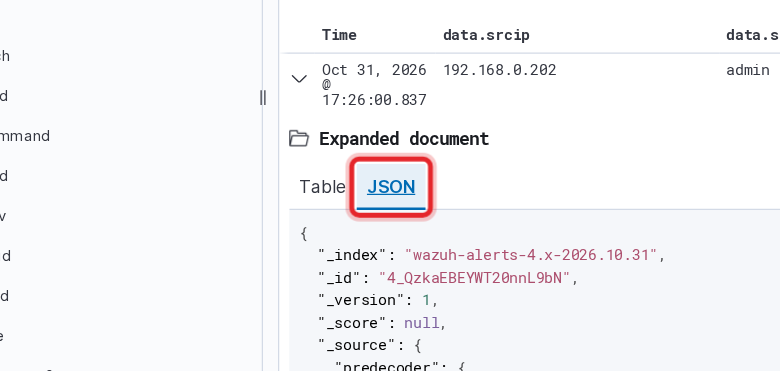 Time data.srcip data.s
ch
Oct 31, 2026 192.168.0.202 admin
@
17:26:00.837
d
mmand
Expanded document
d
Table JSON
v
{
d
"_index": "wazuh-alerts-4.x-2026.10.31",
"_id": "4_QzkaEBEYWT20nnL9bN",
d
"_version": 1,
"_score": null,
e
"_source": {
"predecoder": {